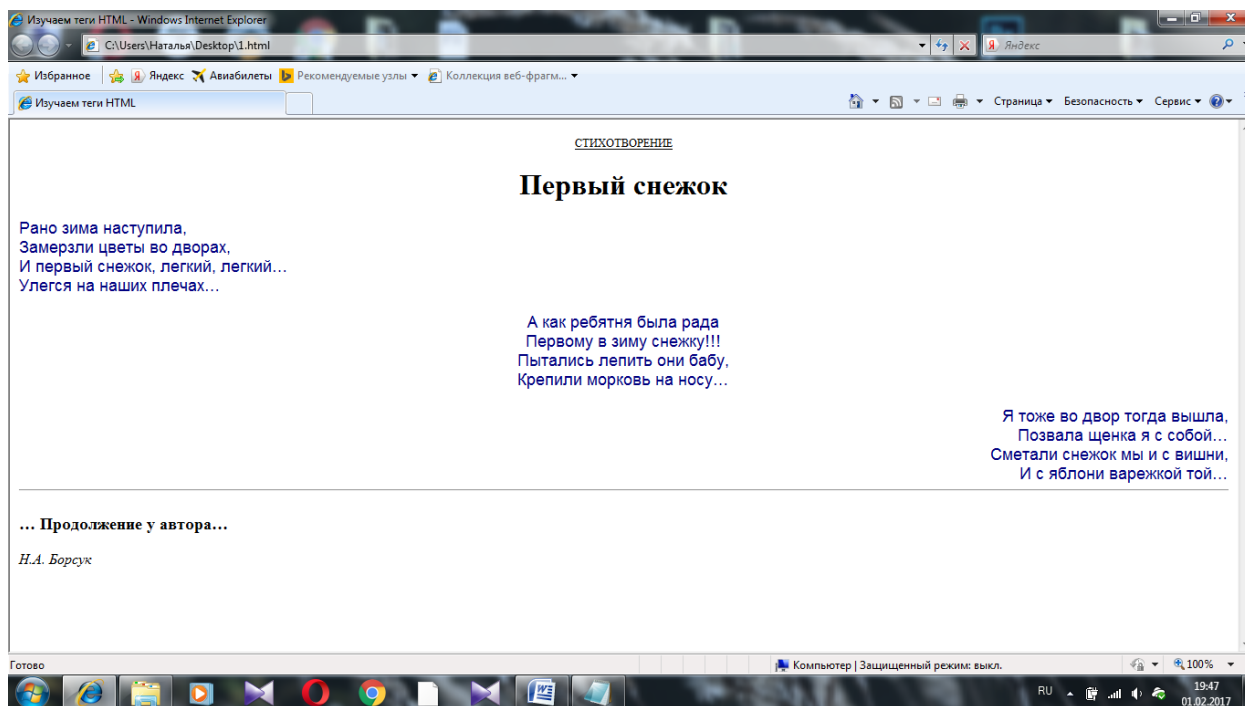 Изучаем теги HTML - Windows Internet Explorer
C:\Users\Наталья\Desktop\1.html
Я Яндекс
Избранное Я Яндекс Авиабилеты Рекомендуемые узлы Коллекция веб-фрагм...
Изучаем теги HTML
Страница Безопасность Сервис
СТИХОТВОРЕНИЕ
Первый снежок
Рано зима наступила,
Замерзли цветы во дворах,
И первый снежок, легкий, легкий…
Улегся на наших плечах…
А как ребятня была рада
Первому в зиму снежку!!!
Пытались лепить они бабу,
Крепили морковь на носу…
Я тоже во двор тогда вышла,
Позвала щенка я с собой…
Сметали снежок мы и с вишни,
И с яблони варежкой той…
… Продолжение у автора…
Н.А. Борсук
Готово
Компьютер | Защищенный режим: выкл.
100%
RU
19:47
01.02.2017